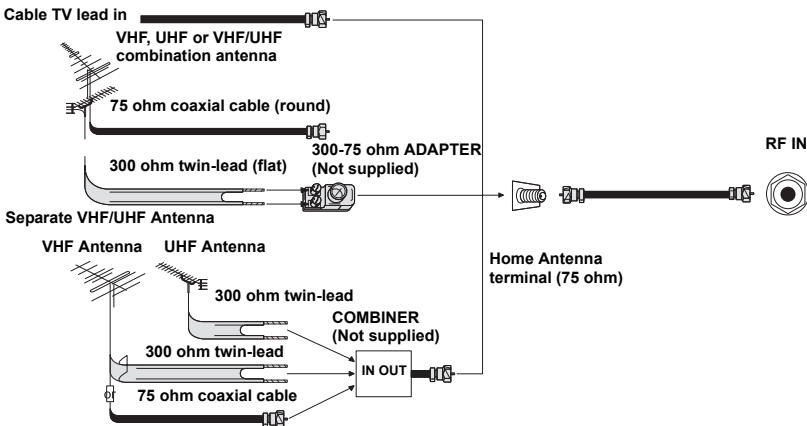 Cable TV lead in
VHF, UHF or VHF/UHF
combination antenna
75 ohm coaxial cable (round)
300-75 ohm ADAPTER
(Not supplied)
RF IN
300 ohm twin-lead (flat)
Separate VHF/UHF Antenna
VHF Antenna
UHF Antenna
Home Antenna
terminal (75 ohm)
300 ohm twin-lead
COMBINER
(Not supplied)
300 ohm twin-lead
IN OUT
or
75 ohm coaxial cable